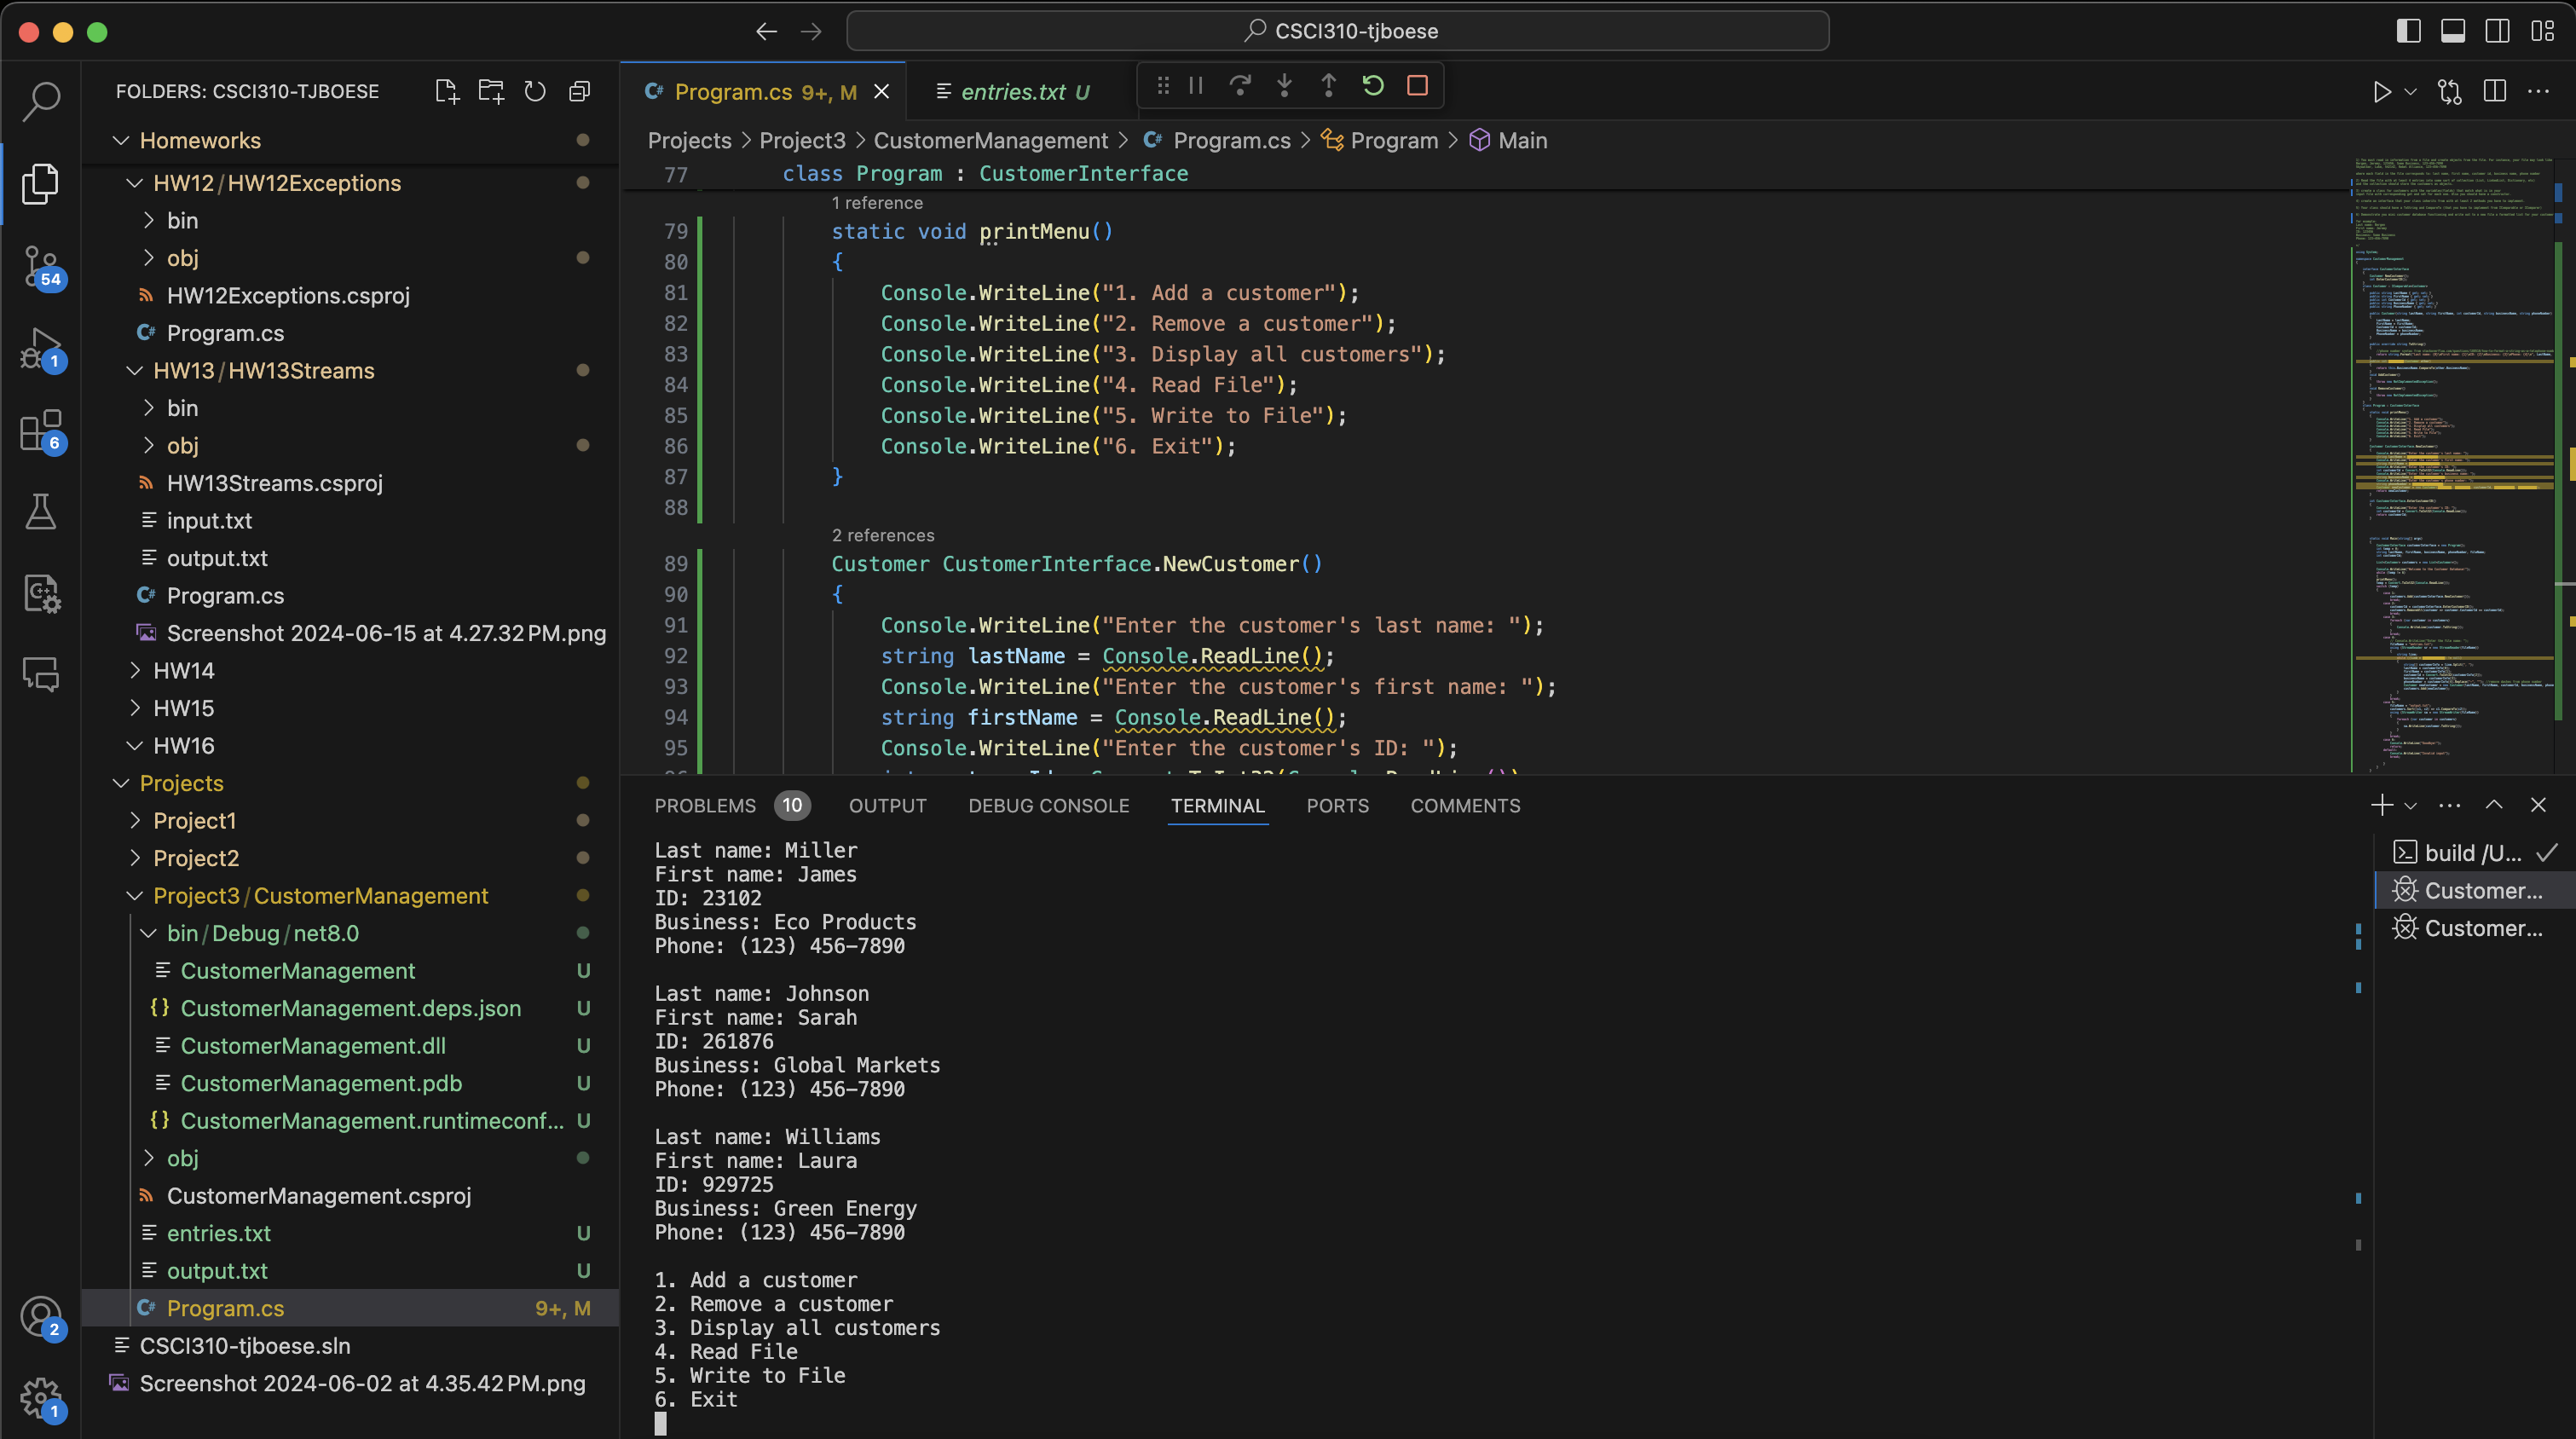 CSCI310-tjboese
FOLDERS: CSCI310-TJBOESE
Homeworks
HW12/HW12Exceptions
bin
obj
HW12Exceptions.csproj
Program.cs
HW13/HW13Streams
bin
obj
HW13Streams.csproj
input.txt
output.txt
Program.cs
Screenshot 2024-06-15 at 4.27.32 PM.png
HW14
HW15
HW16
Projects
Project1
Project2
Project3/CustomerManagement
bin/Debug/net8.0
CustomerManagement U
CustomerManagement.deps.json U
CustomerManagement.dll U
CustomerManagement.pdb U
CustomerManagement.runtimeconf... U
obj
CustomerManagement.csproj
entries.txt U
output.txt U
Program.cs 9+, M
CSCI310-tjboese.sln
Screenshot 2024-06-02 at 4.35.42 PM.png
54
1
6
2
1
Program.cs 9+, M
entries.txt U
Projects > Project3 > CustomerManagement > Program.cs > Program > Main
77 class Program : CustomerInterface
1 reference
79 static void printMenu()
80 {
81 Console.WriteLine("1. Add a customer");
82 Console.WriteLine("2. Remove a customer");
83 Console.WriteLine("3. Display all customers");
84 Console.WriteLine("4. Read File");
85 Console.WriteLine("5. Write to File");
86 Console.WriteLine("6. Exit");
87 }
88
2 references
89 Customer CustomerInterface.NewCustomer()
90 {
91 Console.WriteLine("Enter the customer's last name: ");
92 string lastName = Console.ReadLine();
93 Console.WriteLine("Enter the customer's first name: ");
94 string firstName = Console.ReadLine();
95 Console.WriteLine("Enter the customer's ID: ");
PROBLEMS 10 OUTPUT DEBUG CONSOLE TERMINAL PORTS COMMENTS
Last name: Miller
First name: James
ID: 23102
Business: Eco Products
Phone: (123) 456-7890
Last name: Johnson
First name: Sarah
ID: 261876
Business: Global Markets
Phone: (123) 456-7890
Last name: Williams
First name: Laura
ID: 929725
Business: Green Energy
Phone: (123) 456-7890
1. Add a customer
2. Remove a customer
3. Display all customers
4. Read File
5. Write to File
6. Exit
build /U...
Customer...
Customer...